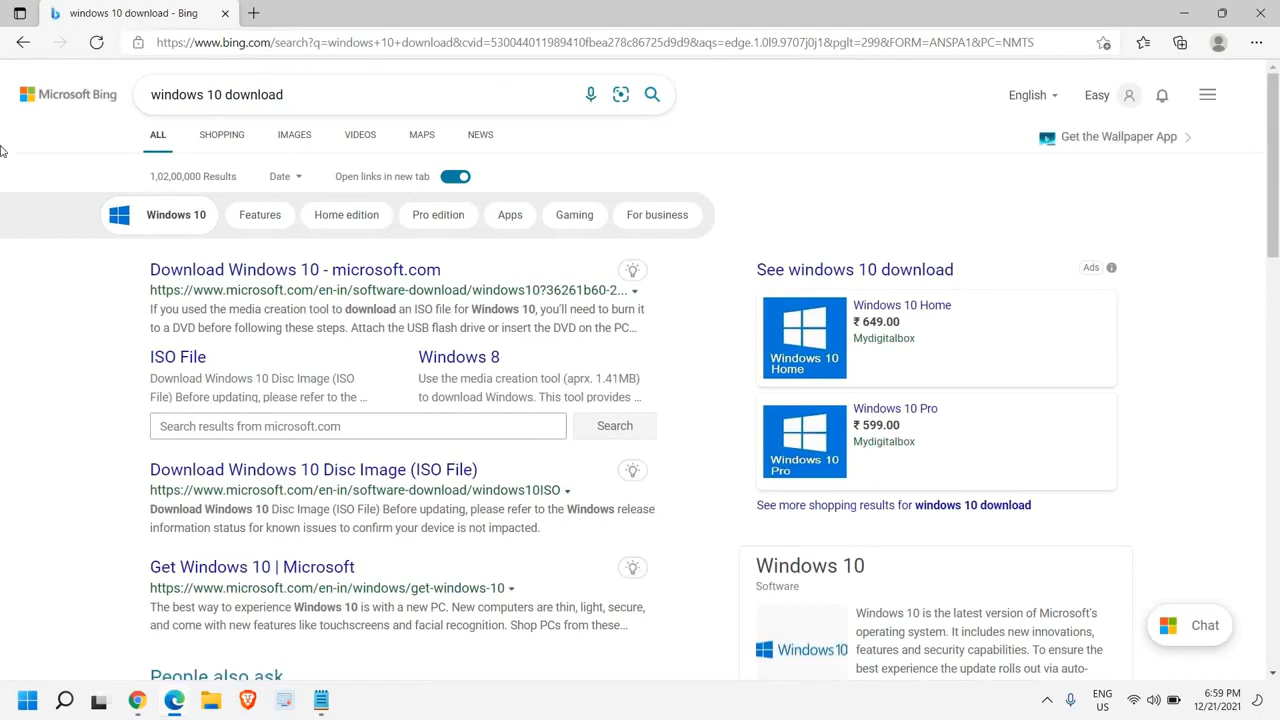 windows 10 download - Bing
https://www.bing.com/search?q=windows+10+download&cvid=530044011989410fbea278c86725d9d9&aqs=edge.1.0l9.9707j0j1&pglt=299&FORM=ANSPA1&PC=NMTS
Microsoft Bing
windows 10 download
English
Easy
ALL
SHOPPING
IMAGES
VIDEOS
MAPS
NEWS
Get the Wallpaper App
1,02,00,000 Results
Date
Open links in new tab
Windows 10
Features
Home edition
Pro edition
Apps
Gaming
For business
Download Windows 10 - microsoft.com
https://www.microsoft.com/en-in/software-download/windows10?36261b60-2...
If you used the media creation tool to download an ISO file for Windows 10, you'll need to burn it
to a DVD before following these steps. Attach the USB flash drive or insert the DVD on the PC...
ISO File
Download Windows 10 Disc Image (ISO
File) Before updating, please refer to the ...
Windows 8
Use the media creation tool (aprx. 1.41MB)
to download Windows. This tool provides ...
Search results from microsoft.com
Search
Download Windows 10 Disc Image (ISO File)
https://www.microsoft.com/en-in/software-download/windows10ISO
Download Windows 10 Disc Image (ISO File) Before updating, please refer to the Windows release
information status for known issues to confirm your device is not impacted.
Get Windows 10 | Microsoft
https://www.microsoft.com/en-in/windows/get-windows-10
The best way to experience Windows 10 is with a new PC. New computers are thin, light, secure,
and come with new features like touchscreens and facial recognition. Shop PCs from these...
People also ask
See windows 10 download
Ads
Windows 10
Home
Windows 10 Home
₹ 649.00
Mydigitalbox
Windows 10
Pro
Windows 10 Pro
₹ 599.00
Mydigitalbox
See more shopping results for windows 10 download
Windows 10
Software
Windows10
Windows 10 is the latest version of Microsoft's
operating system. It includes new innovations,
features and security capabilities. To ensure the
best experience the update rolls out via auto-
Chat
ENG
US
6:59 PM
12/21/2021